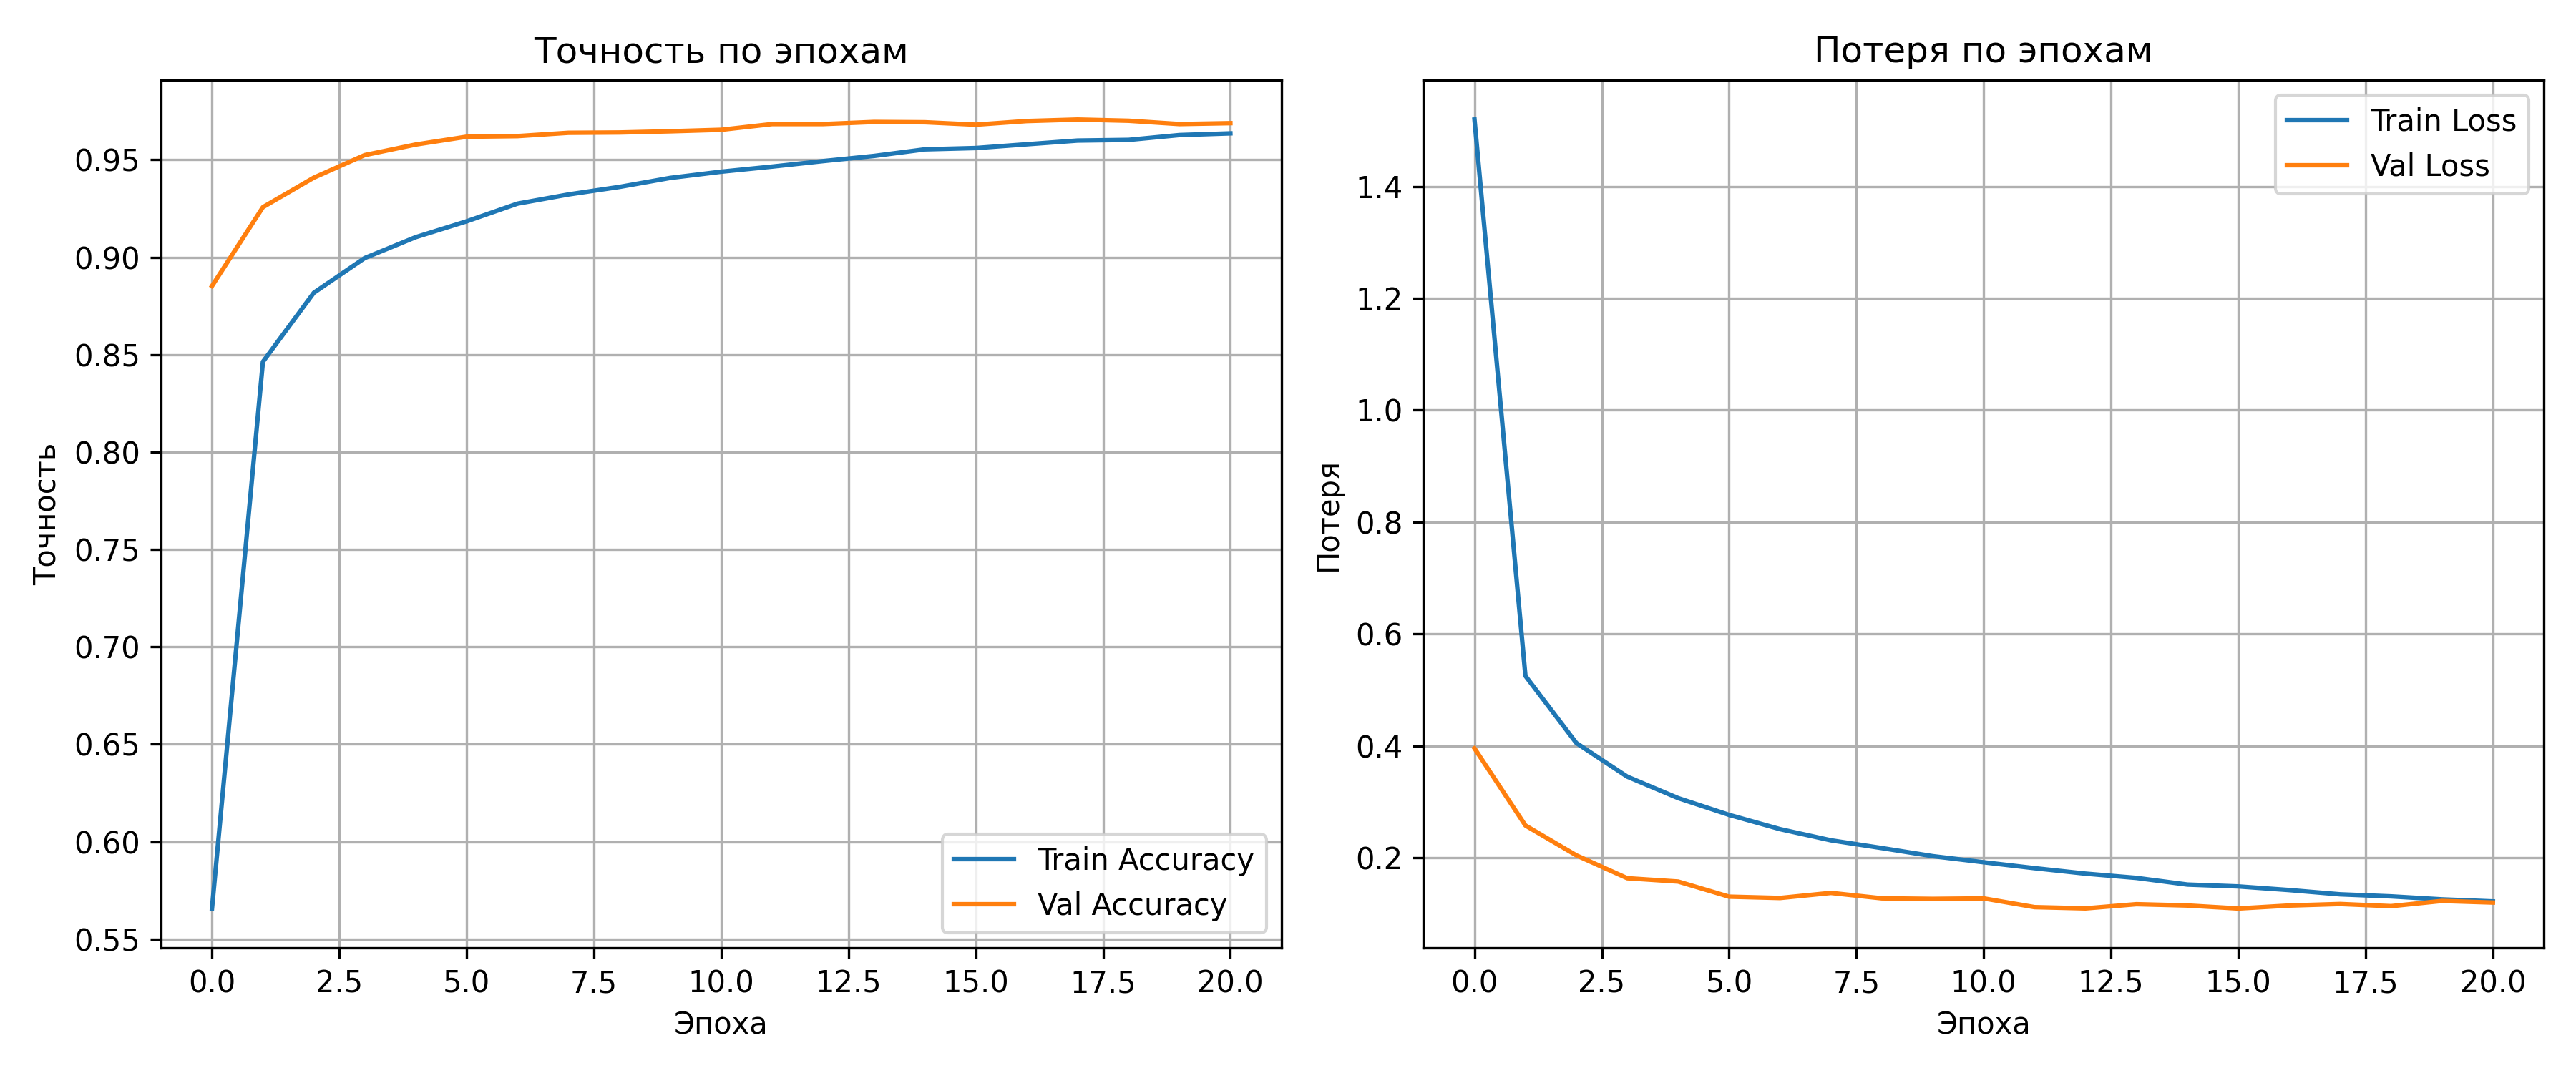 Точность по эпохам
Точность
0.95
0.90
0.85
0.80
0.75
0.70
0.65
0.60
0.55
0.0 2.5 5.0 7.5 10.0 12.5 15.0 17.5 20.0
Эпоха
Train Accuracy
Val Accuracy
Потеря по эпохам
Потеря
1.4
1.2
1.0
0.8
0.6
0.4
0.2
0.0 2.5 5.0 7.5 10.0 12.5 15.0 17.5 20.0
Эпоха
Train Loss
Val Loss